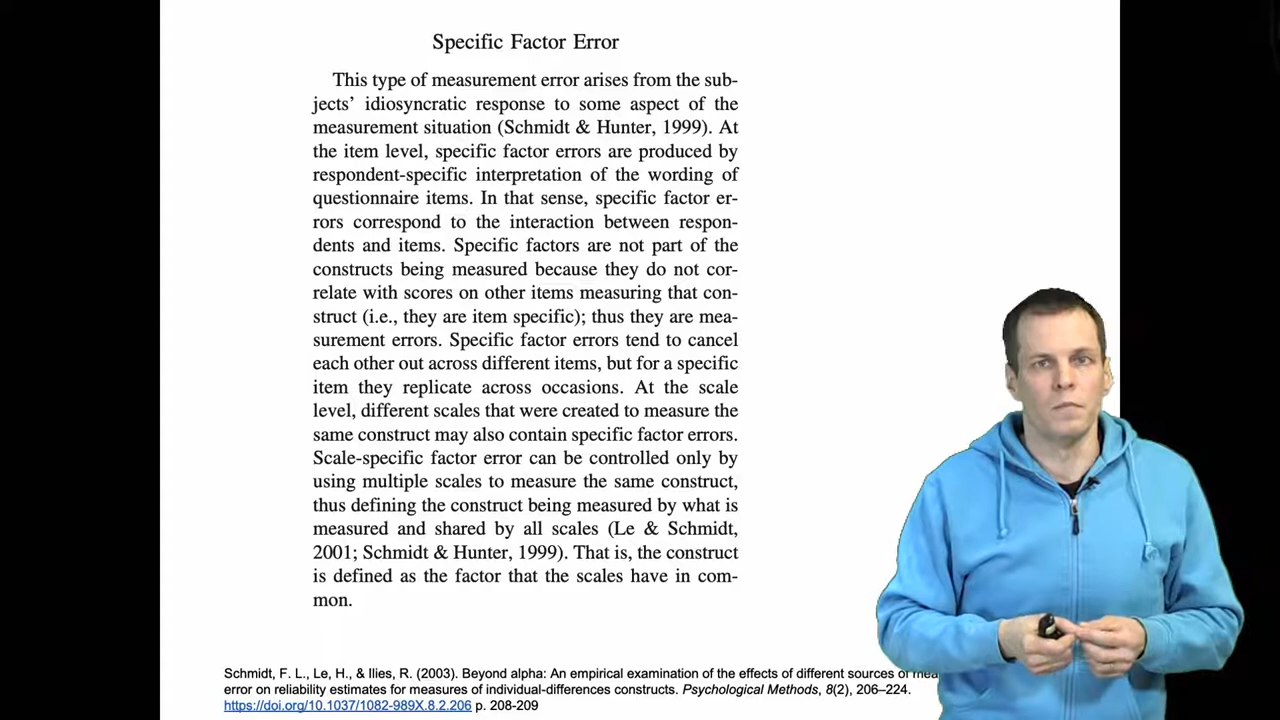 Specific Factor Error
This type of measurement error arises from the sub-
jects' idiosyncratic response to some aspect of the
measurement situation (Schmidt & Hunter, 1999). At
the item level, specific factor errors are produced by
respondent-specific interpretation of the wording of
questionnaire items. In that sense, specific factor er-
rors correspond to the interaction between respon-
dents and items. Specific factors are not part of the
constructs being measured because they do not cor-
relate with scores on other items measuring that con-
struct (i.e., they are item specific); thus they are mea-
surement errors. Specific factor errors tend to cancel
each other out across different items, but for a specific
item they replicate across occasions. At the scale
level, different scales that were created to measure the
same construct may also contain specific factor errors.
Scale-specific factor error can be controlled only by
using multiple scales to measure the same construct,
thus defining the construct being measured by what is
measured and shared by all scales (Le & Schmidt,
2001; Schmidt & Hunter, 1999). That is, the construct
is defined as the factor that the scales have in com-
mon.
Schmidt, F. L., Le, H., & Ilies, R. (2003). Beyond alpha: An empirical examination of the effects of different sources of
error on reliability estimates for measures of individual-differences constructs. Psychological Methods, 8(2), 206–224.
https://doi.org/10.1037/1082-989X.8.2.206 p. 208-209